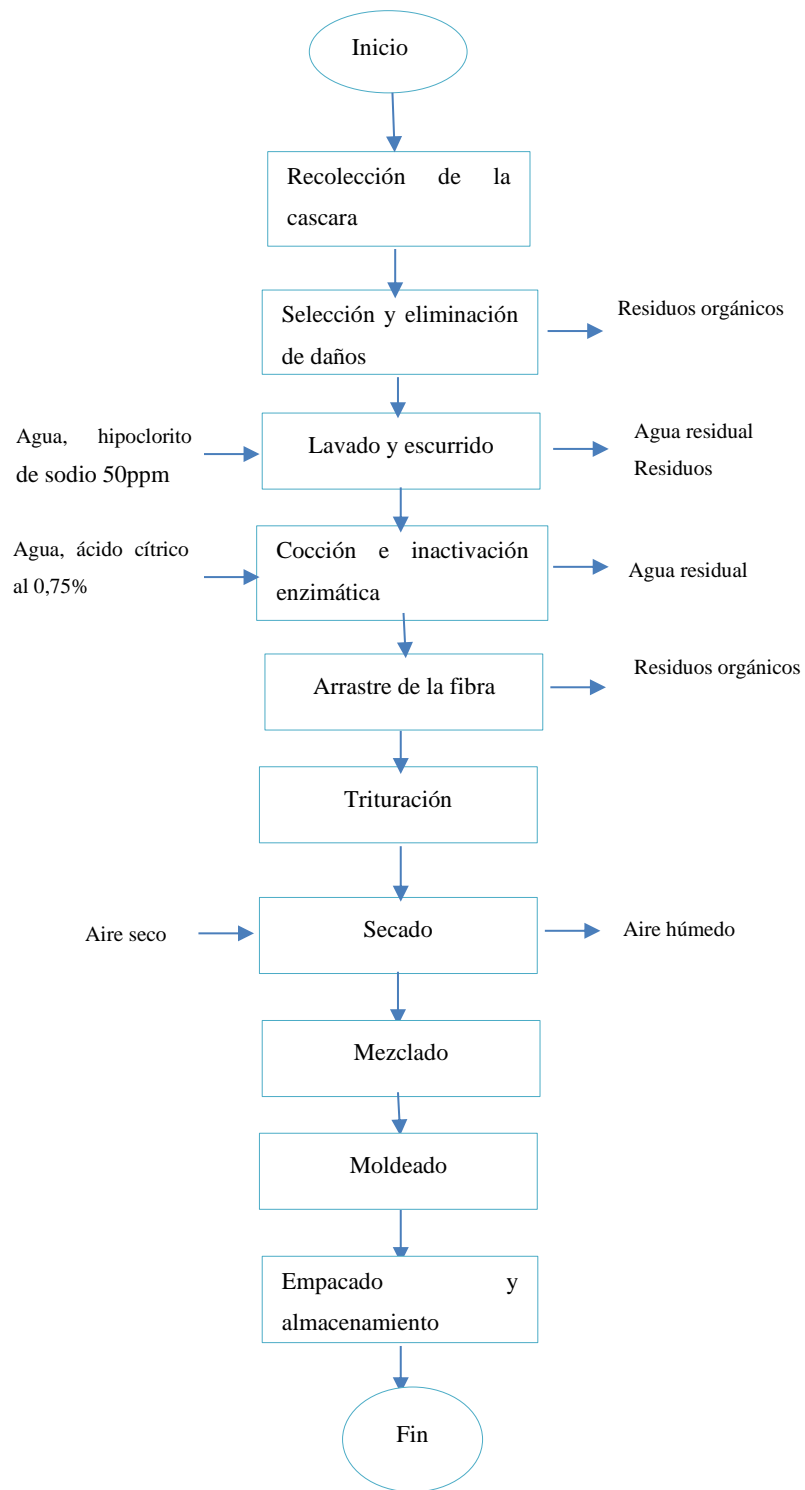 Inicio
Recolección de la
cascara
Selección y eliminación
de daños
Residuos orgánicos
Agua, hipoclorito
de sodio 50ppm
Lavado y escurrido
Agua residual
Residuos
Agua, ácido cítrico
al 0,75%
Cocción e inactivación
enzimática
Agua residual
Arrastre de la fibra
Residuos orgánicos
Trituración
Aire seco
Secado
Aire húmedo
Mezclado
Moldeado
Empacado y
almacenamiento
Fin